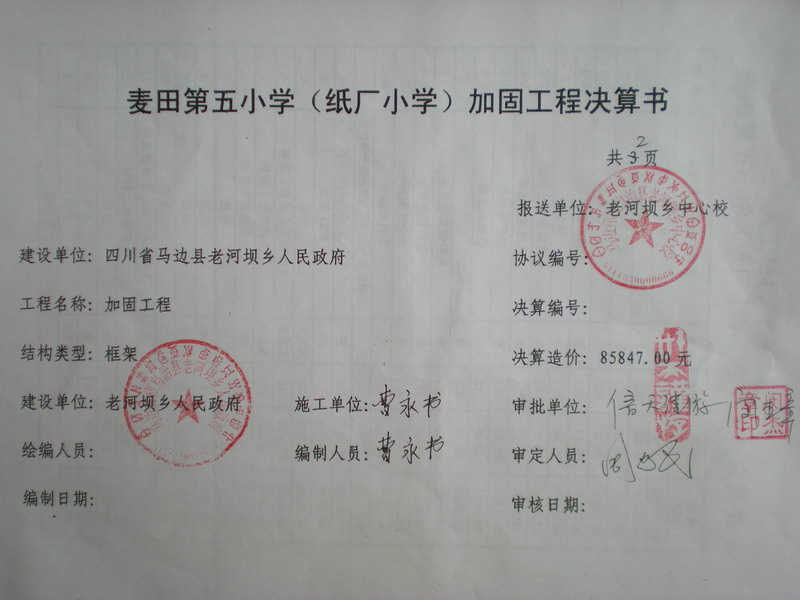 麦田第五小学（纸厂小学）加固工程决算书
共2页
报送单位：老河坝乡中心校
建设单位：四川省马边县老河坝乡人民政府
协议编号：
工程名称：加固工程
决算编号：
结构类型：框架
决算造价：85847.00元
建设单位：老河坝乡人民政府
施工单位：曹永书
审批单位：
绘编人员：
编制人员：曹永书
审定人员：
编制日期：
审核日期：